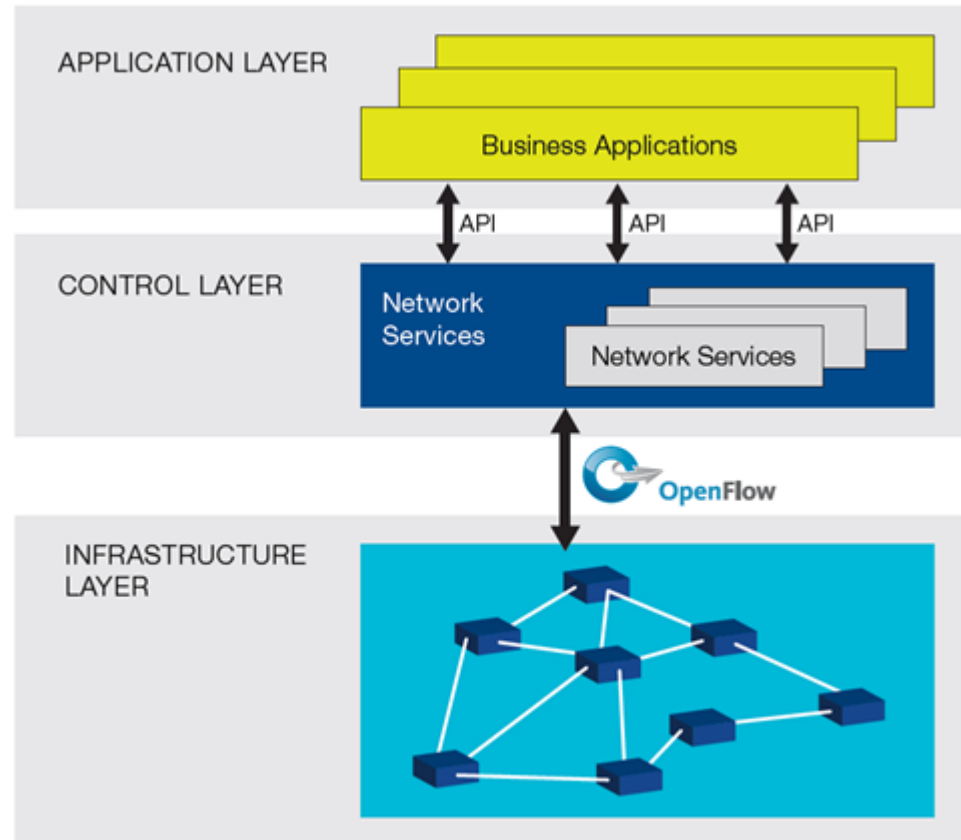 APPLICATION LAYER
Business Applications
API
API
API
CONTROL LAYER
Network
Services
Network Services
OpenFlow
INFRASTRUCTURE
LAYER